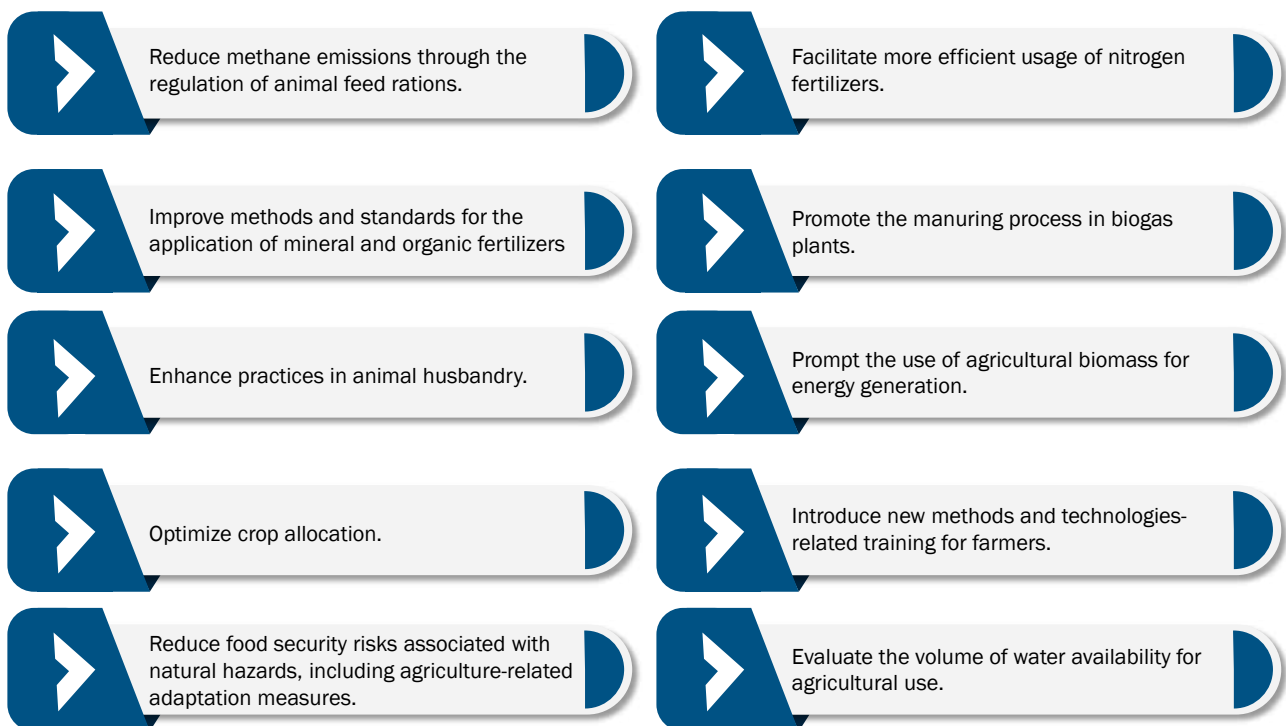 Reduce methane emissions through the
regulation of animal feed rations.
Facilitate more efficient usage of nitrogen
fertilizers.
Improve methods and standards for the
application of mineral and organic fertilizers
Promote the manuring process in biogas
plants.
Enhance practices in animal husbandry.
Prompt the use of agricultural biomass for
energy generation.
Optimize crop allocation.
Introduce new methods and technologies-
related training for farmers.
Reduce food security risks associated with
natural hazards, including agriculture-related
adaptation measures.
Evaluate the volume of water availability for
agricultural use.